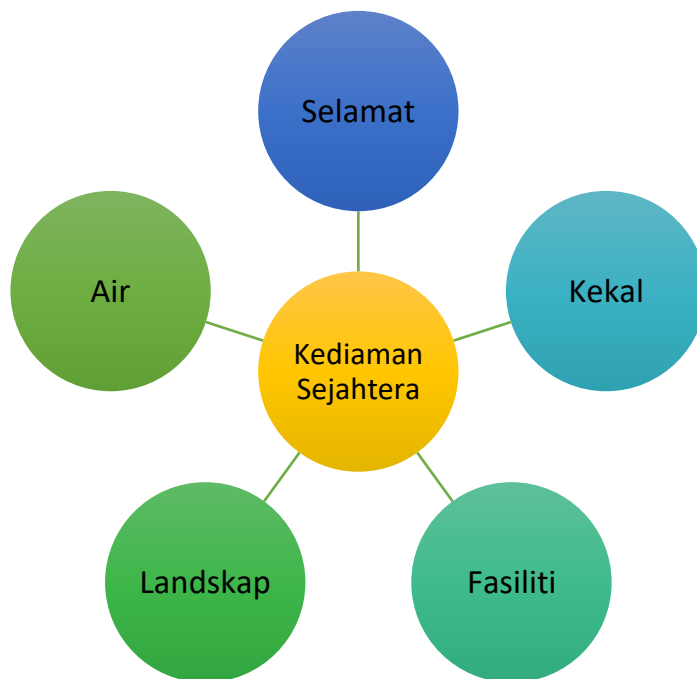 Selamat
Air
Kekal
Kediaman
Sejahtera
Landskap
Fasiliti